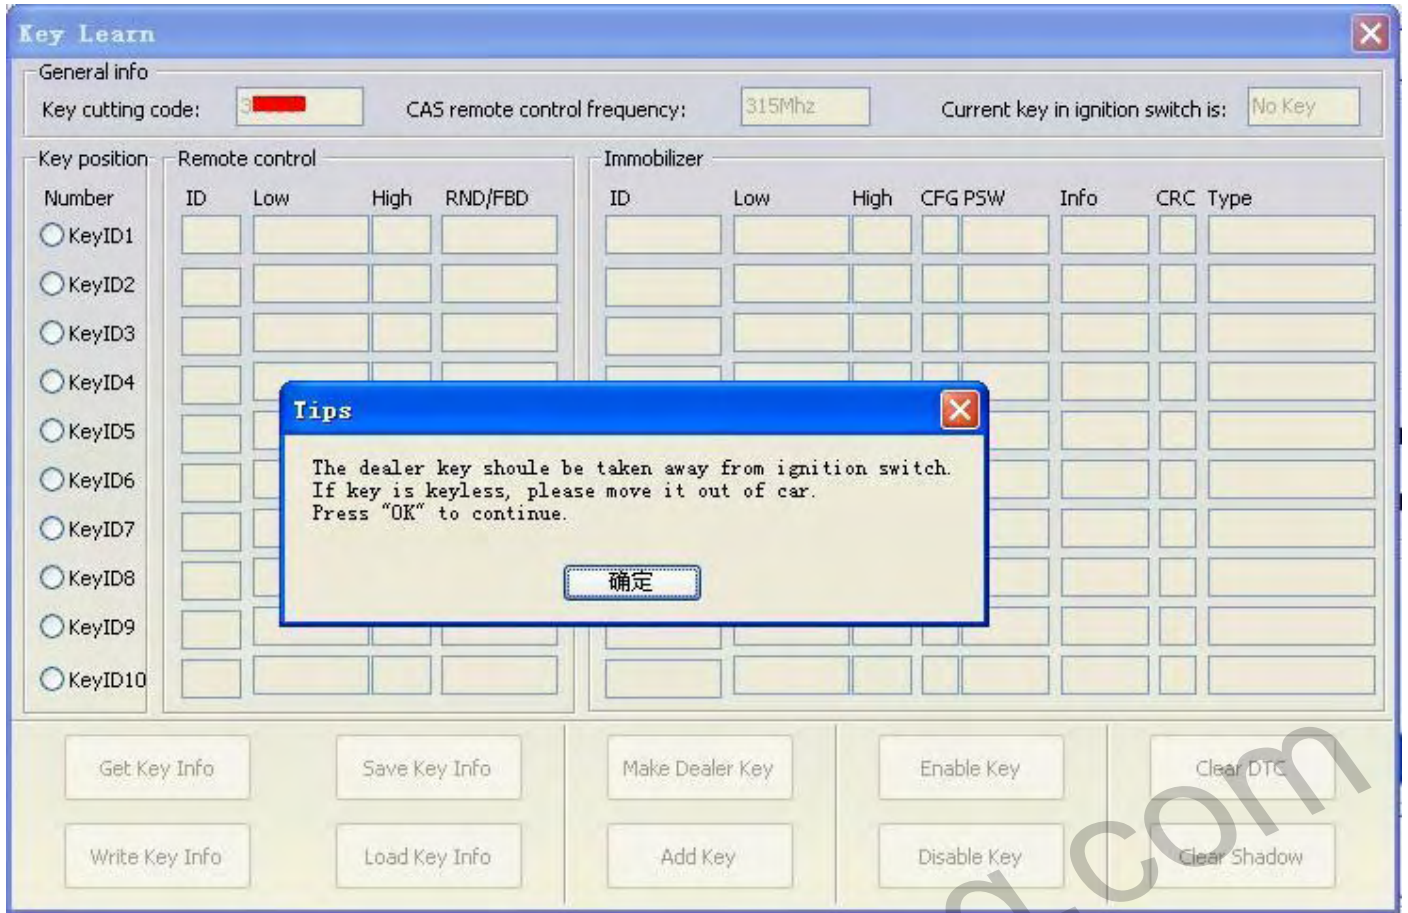 Key Learn
General info
Key cutting code: 3
CAS remote control frequency: 315Mhz
Current key in ignition switch is: No Key
Key position
Remote control
Immobilizer
Number ID Low High RND/FBD ID Low High CFG PSW Info CRC Type
KeyID1
KeyID2
KeyID3
KeyID4
KeyID5
KeyID6
KeyID7
KeyID8
KeyID9
KeyID10
Tips
The dealer key shoule be taken away from ignition switch.
If key is keyless, please move it out of car.
Press "OK" to continue.
确定
Get Key Info Save Key Info Make Dealer Key Enable Key Clear DTC
Write Key Info Load Key Info Add Key Disable Key Clear Shadow
.com